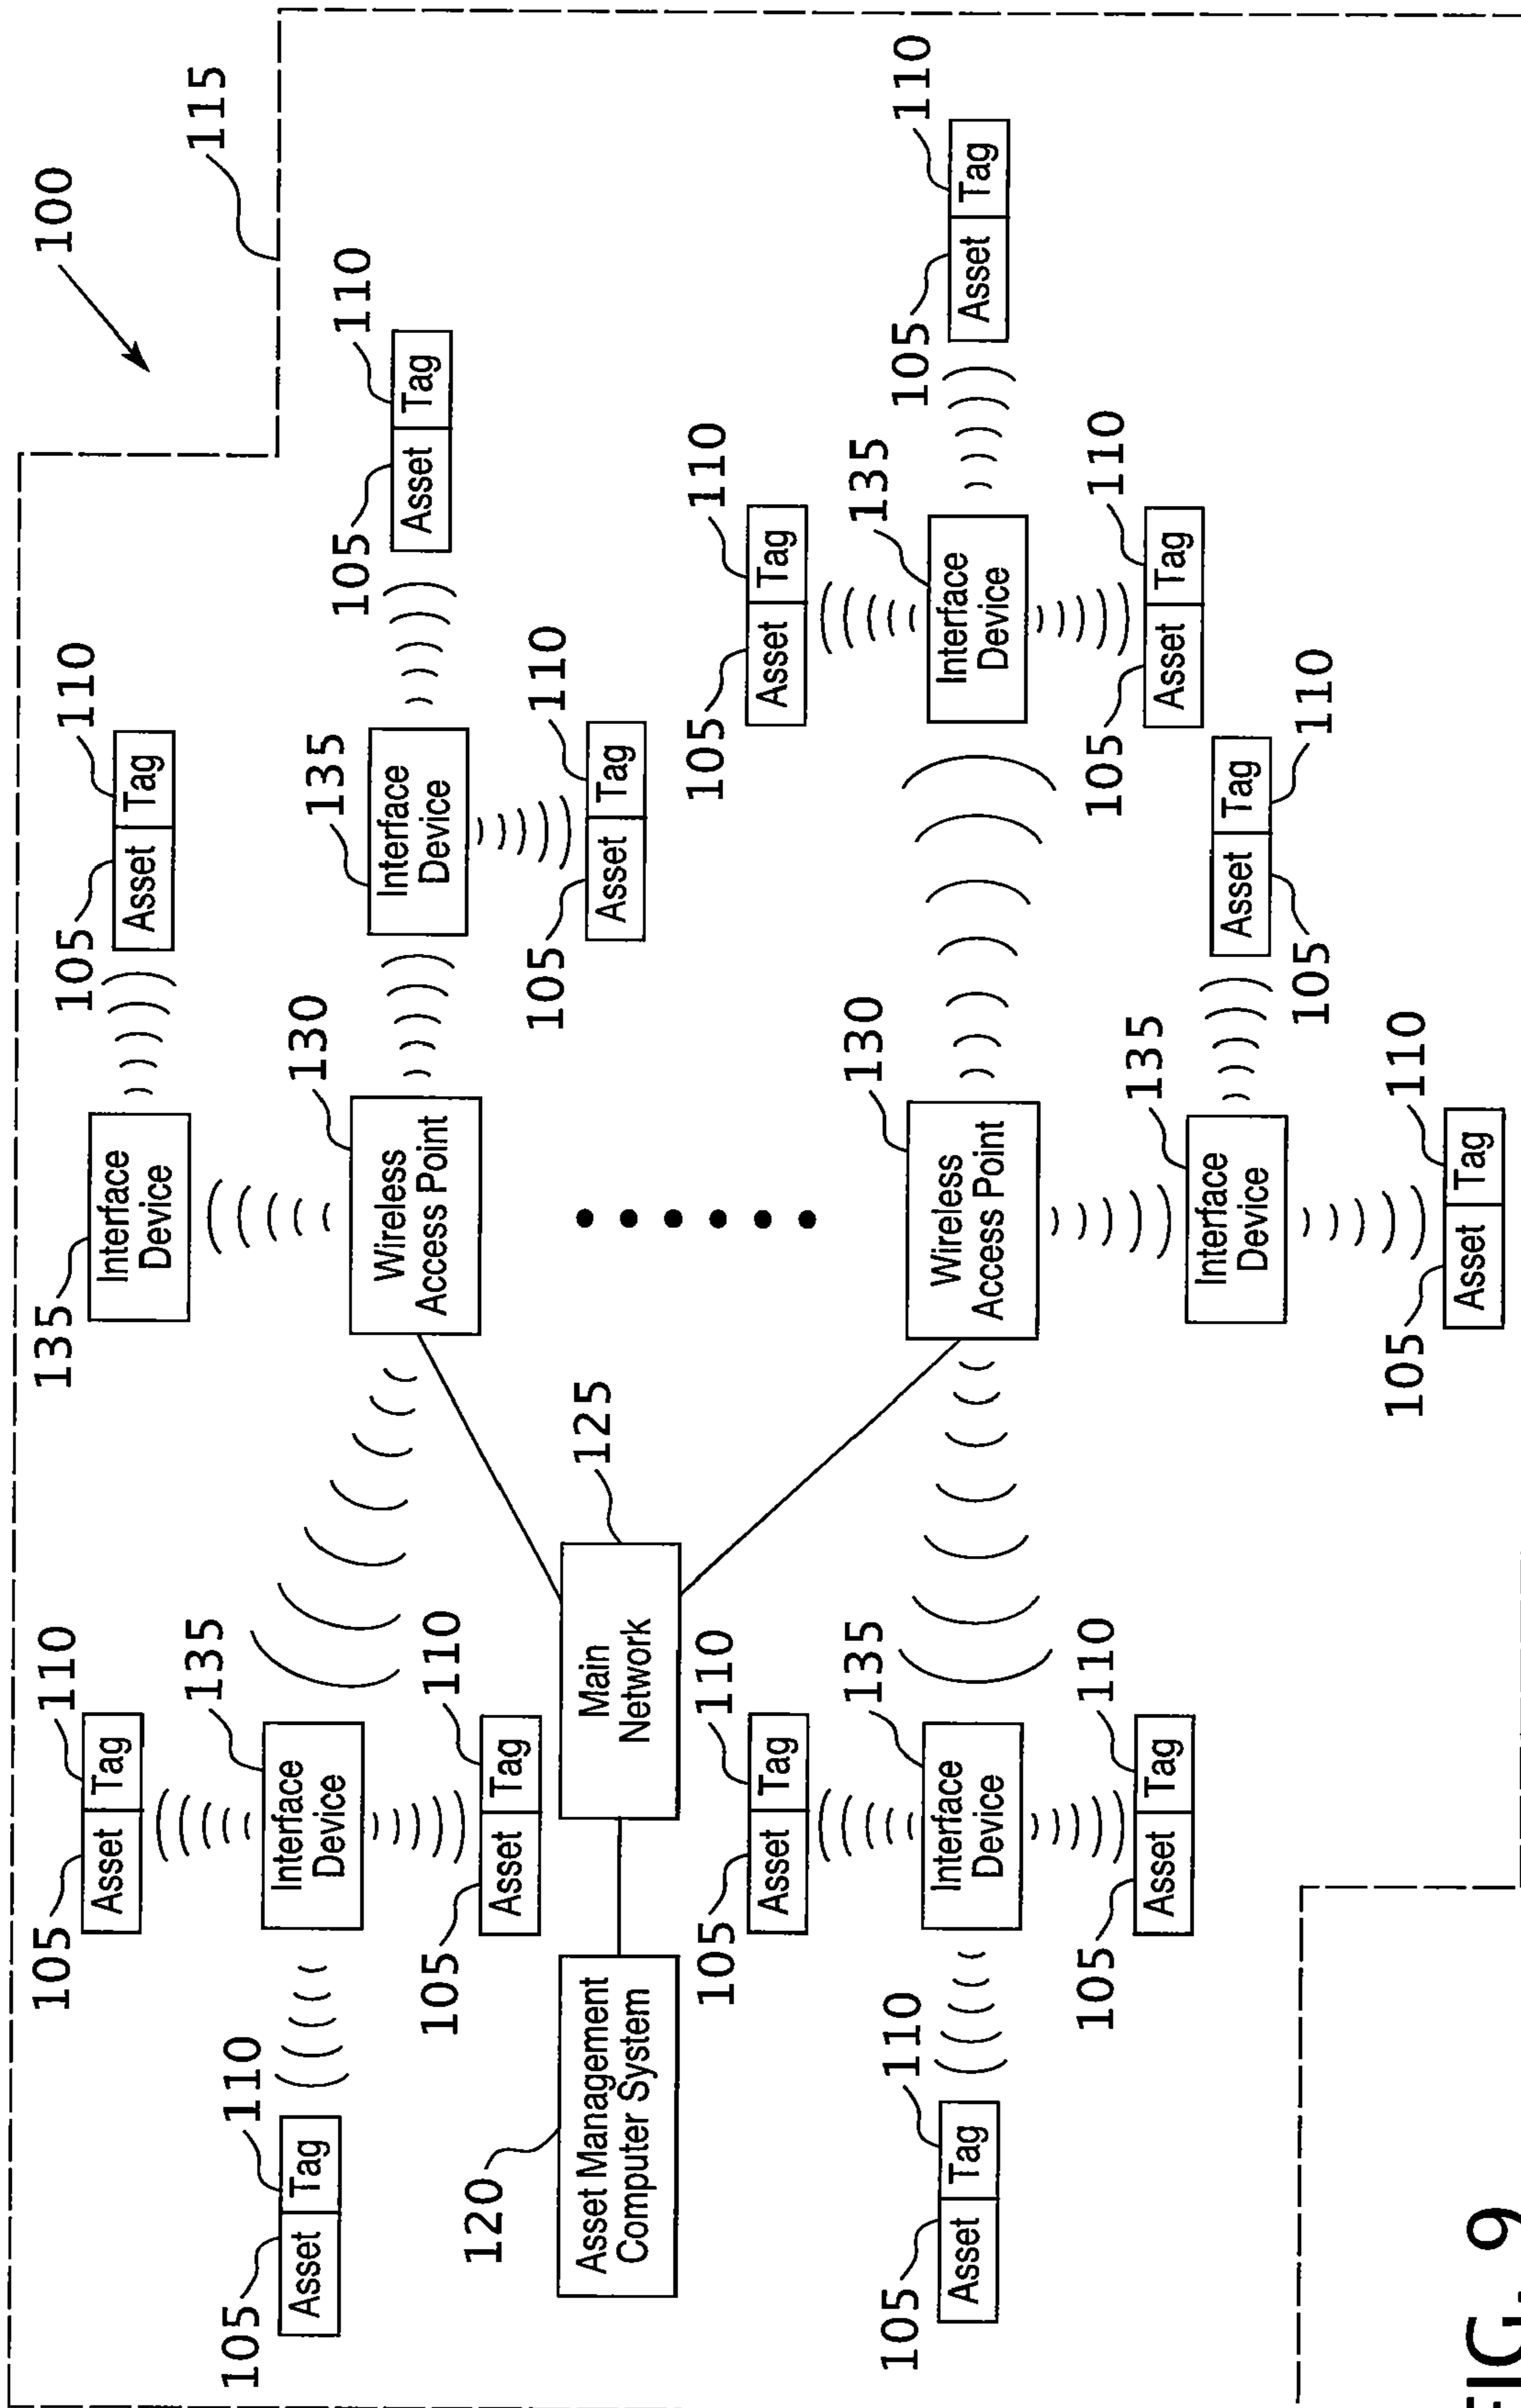 105
110
135
105
110
100
Asset Tag
Interface
Device
Asset Tag
135
115
105
110
Asset Tag
Interface
Device
130
135
105
110
Wireless
Access Point
Interface
Device
Asset Tag
105
110
120
Asset Tag
105
110
125
Asset Tag
Asset Management
Computer System
Main
Network
105
110
105
110
Asset Tag
Asset Tag
135
130
135
105
110
105
110
Asset Tag
Interface
Device
Wireless
Access Point
Interface
Device
Asset Tag
105
110
105
110
Asset Tag
135
Asset Tag
Interface
Device
Asset Tag
105
110
105
110
Asset Tag
FIG. 9